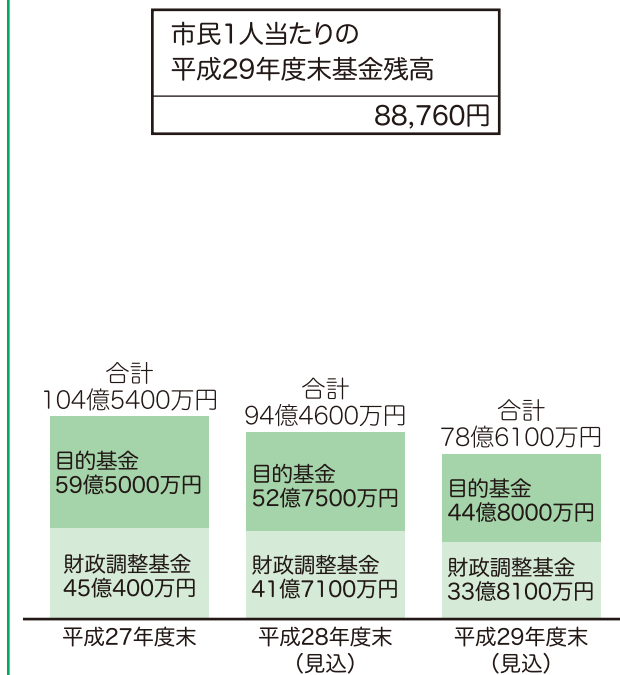 市民1人当たりの
平成29年度末基金残高
88,760円
合計
104億5400万円
目的基金
59億5000万円
財政調整基金
45億400万円
平成27年度末
合計
94億4600万円
目的基金
52億7500万円
財政調整基金
41億7100万円
平成28年度末
（見込）
合計
78億6100万円
目的基金
44億8000万円
財政調整基金
33億8100万円
平成29年度末
（見込）